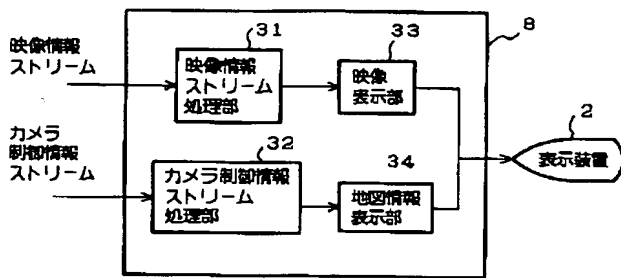 映像情報
ストリーム
カメラ
制御情報
ストリーム
31
映像情報
ストリーム
処理部
33
映像
表示部
8
32
カメラ制御情報
ストリーム
処理部
34
地図情報
表示部
2
表示装置